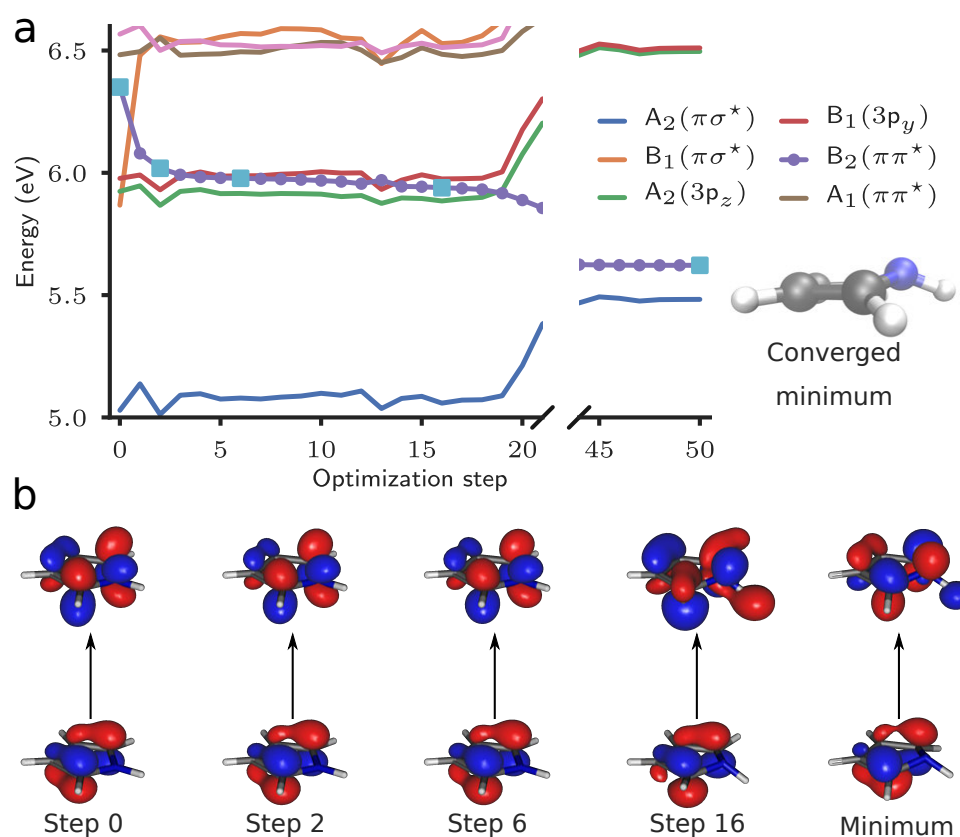 a
6.5
6.0
5.5
5.0
Energy (eV)
0 5 10 15 20 45 50
Optimization step
A₂(πσ⋆) B₁(3p_y)
B₁(πσ⋆) B₂(ππ⋆)
A₂(3p_z) A₁(ππ⋆)
Converged
minimum
b
Step 0 Step 2 Step 6 Step 16 Minimum